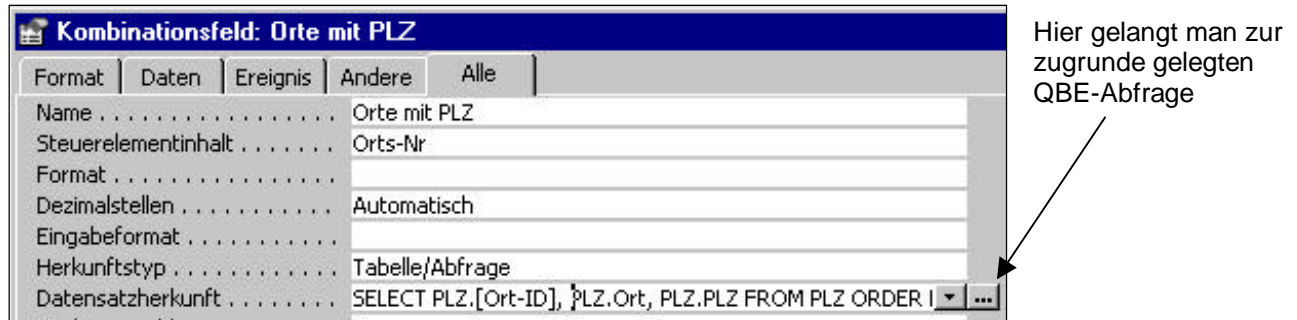 Kombinationsfeld: Orte mit PLZ
Format Daten Ereignis Andere Alle
Name . . . . . . . . . . . . . . . . . Orte mit PLZ
Steuerelementinhalt . . . . . . . Orts-Nr
Format . . . . . . . . . . . . . . . .
Dezimalstellen . . . . . . . . . . . Automatisch
Eingabeformat . . . . . . . . . . .
Herkunftstyp . . . . . . . . . . . . Tabelle/Abfrage
Datensatzherkunft . . . . . . . . SELECT PLZ.[Ort-ID], PLZ.Ort, PLZ.PLZ FROM PLZ ORDER ...
Hier gelangt man zur
zugrunde gelegten
QBE-Abfrage